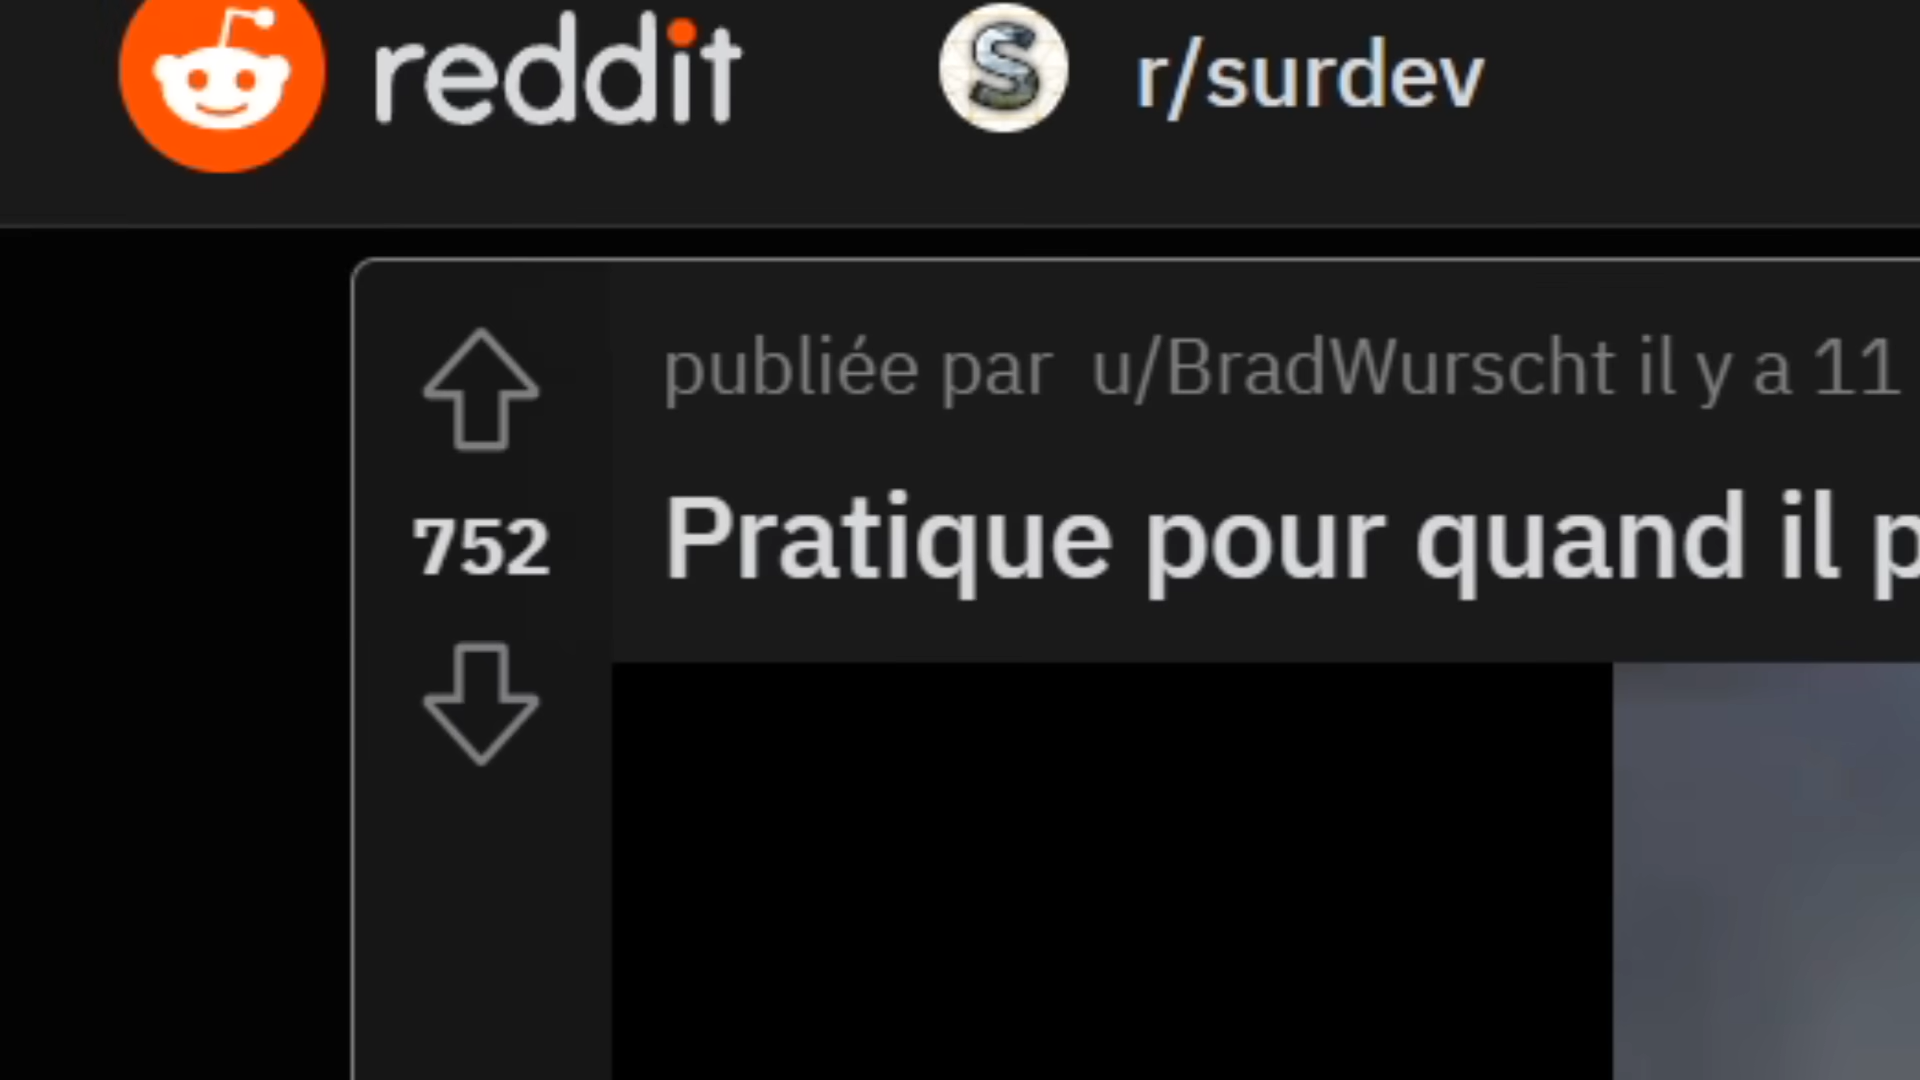 reddit
S
r/surdev
publiée par u/BradWurscht il y a 11
752
Pratique pour quand il p